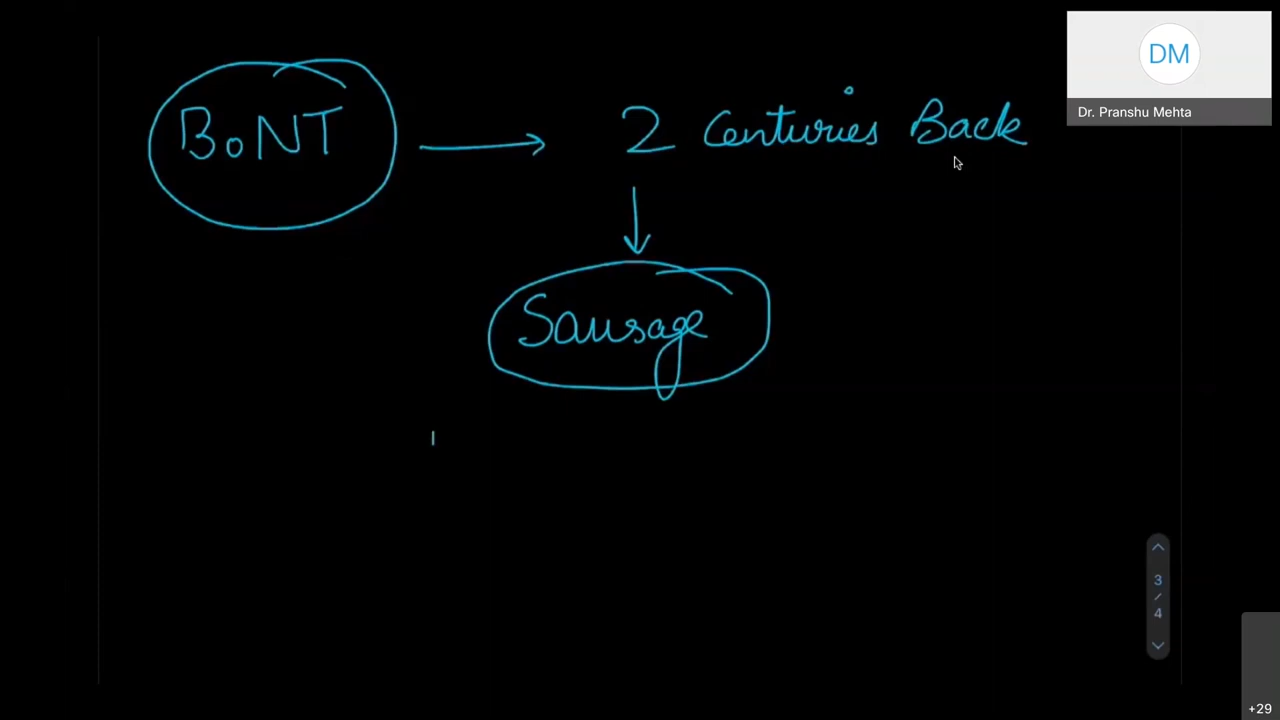 DM
Dr. Pranshu Mehta
BoNT → 2 Centuries Back
Sausage
3
/
4
+29